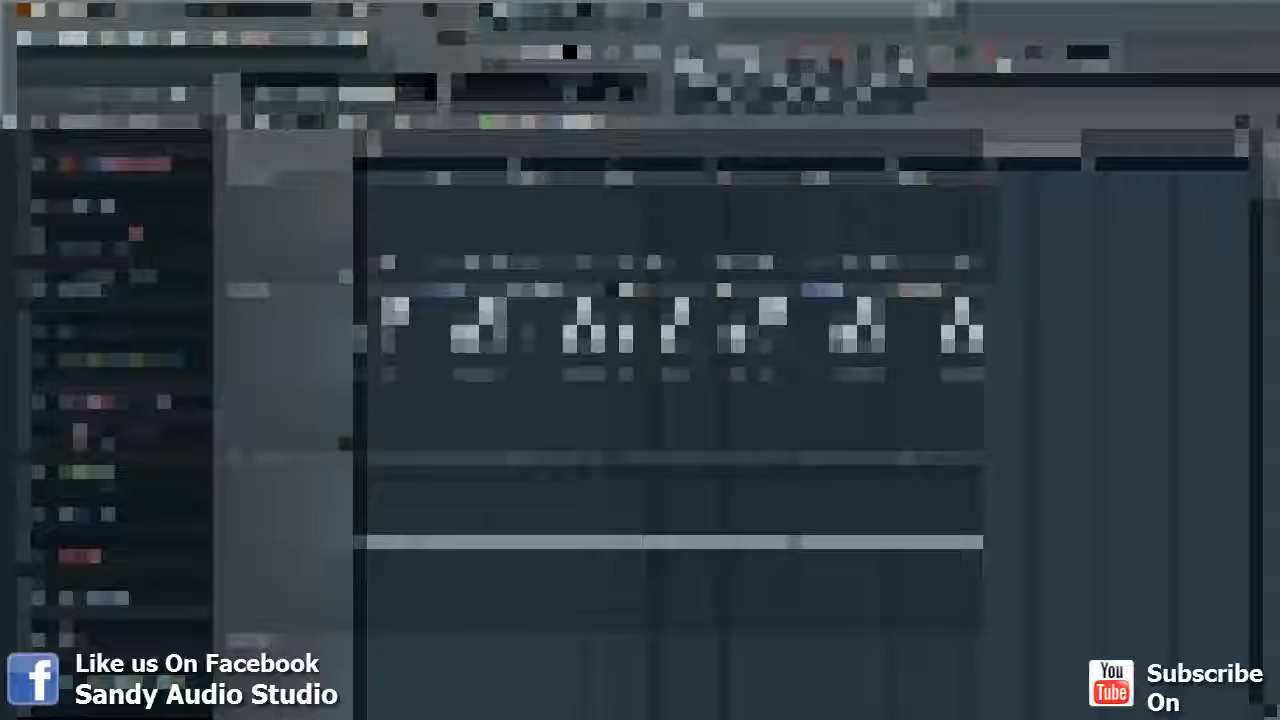 Like us On Facebook
Sandy Audio Studio
You
Tube
Subscribe
On